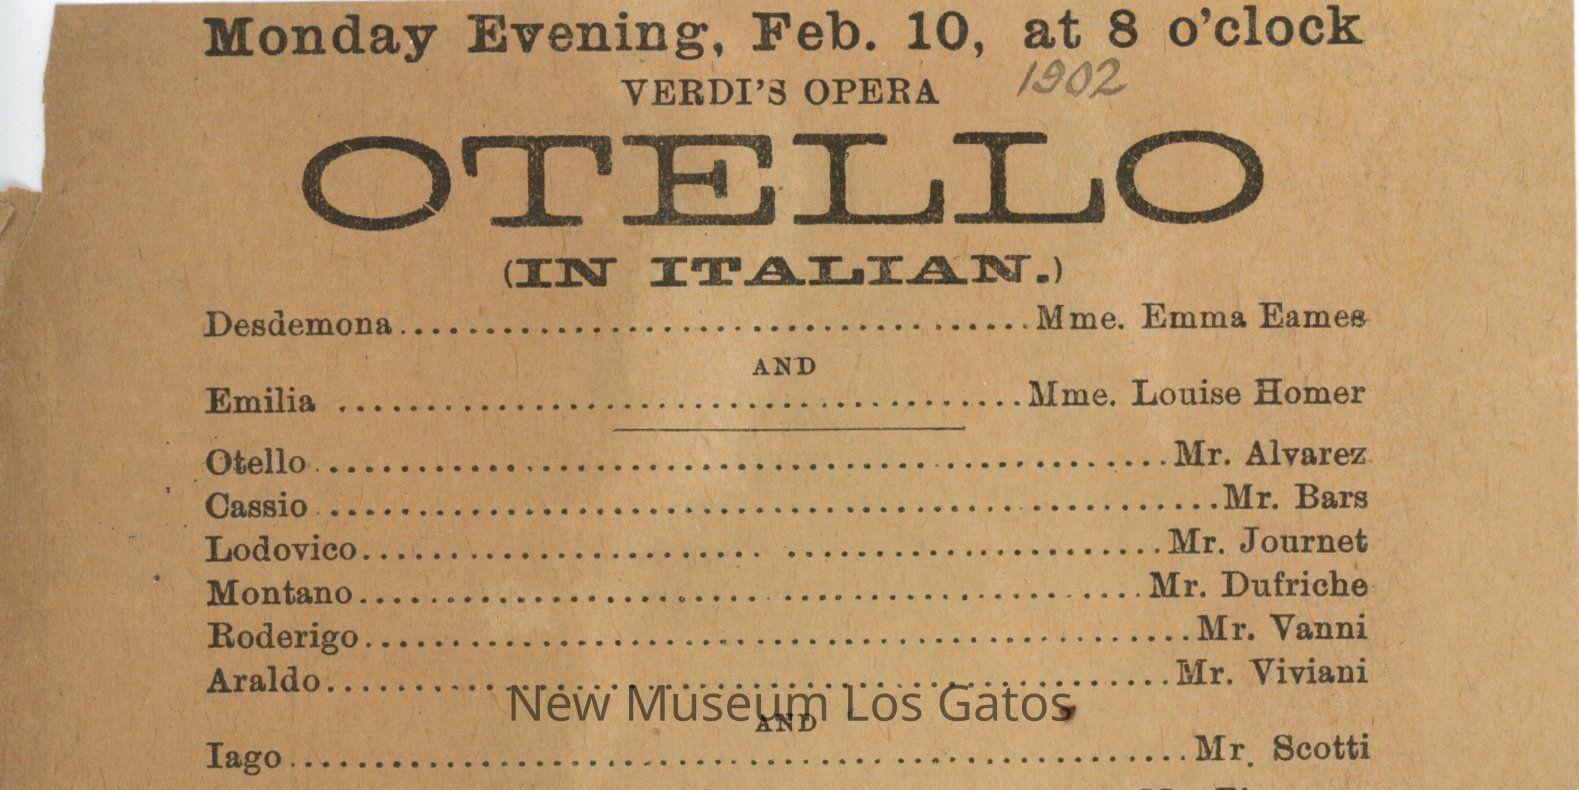 Monday Evening, Feb. 10, at 8 o'clock
1902
VERDI'S OPERA
OTELLO
(IN ITALIAN.)
Desdemona......................................Mme. Emma Eames
AND
Emilia ..........................................Mme. Louise Homer
Otello..................................................Mr. Alvarez
Cassio......................................................Mr. Bars
Lodovico................................................Mr. Journet
Montano................................................Mr. Dufriche
Roderigo..................................................Mr. Vanni
Araldo..................................................Mr. Viviani
New Museum Los Gatos
AND
Iago......................................................Mr. Scotti